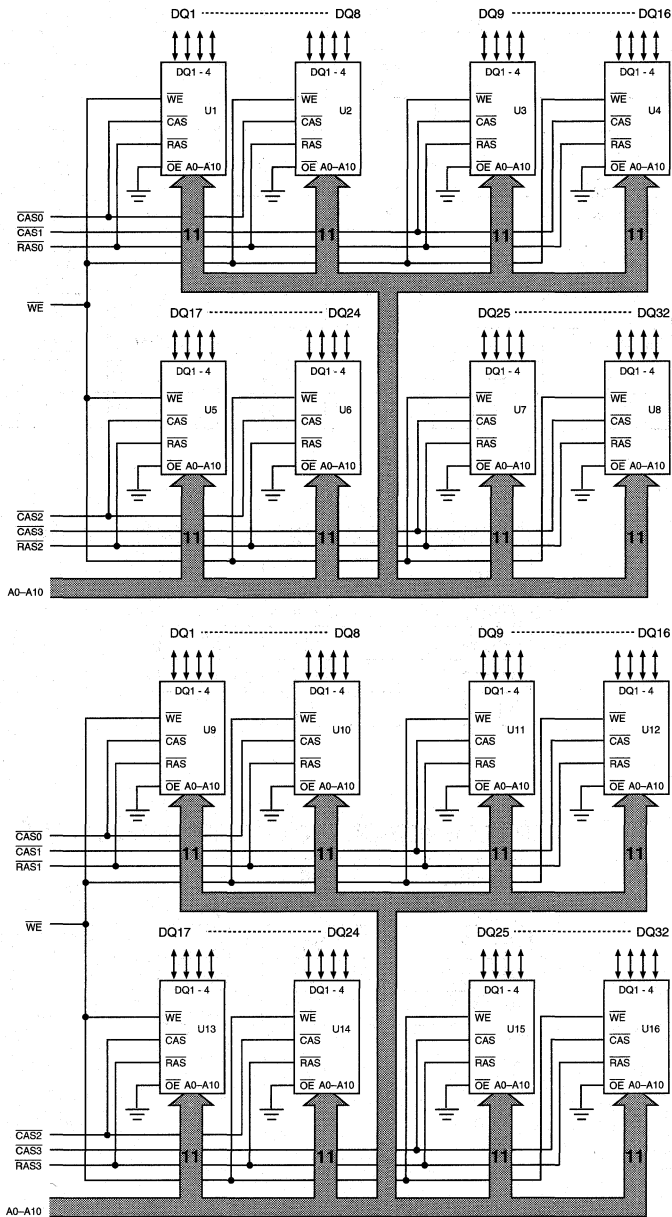 DQ1 DQ8 DQ9 DQ16
DQ1 - 4 DQ1 - 4 DQ1 - 4 DQ1 - 4
WE WE WE WE
U1 U2 U3 U4
CAS CAS CAS CAS
RAS RAS RAS RAS
OE A0–A10 OE A0–A10 OE A0–A10 OE A0–A10
CAS0
CAS1
11 11 11 11
RAS0
WE
DQ17 DQ24 DQ25 DQ32
DQ1 - 4 DQ1 - 4 DQ1 - 4 DQ1 - 4
WE WE WE WE
U5 U6 U7 U8
CAS CAS CAS CAS
RAS RAS RAS RAS
OE A0–A10 OE A0–A10 OE A0–A10 OE A0–A10
CAS2
CAS3
11 11 11 11
RAS2
A0–A10
DQ1 DQ8 DQ9 DQ16
DQ1 - 4 DQ1 - 4 DQ1 - 4 DQ1 - 4
WE WE WE WE
U9 U10 U11 U12
CAS CAS CAS CAS
RAS RAS RAS RAS
OE A0–A10 OE A0–A10 OE A0–A10 OE A0–A10
CAS0
CAS1
11 11 11 11
RAS1
WE
DQ17 DQ24 DQ25 DQ32
DQ1 - 4 DQ1 - 4 DQ1 - 4 DQ1 - 4
WE WE WE WE
U13 U14 U15 U16
CAS CAS CAS CAS
RAS RAS RAS RAS
OE A0–A10 OE A0–A10 OE A0–A10 OE A0–A10
CAS2
CAS3
11 11 11 11
RAS3
A0–A10